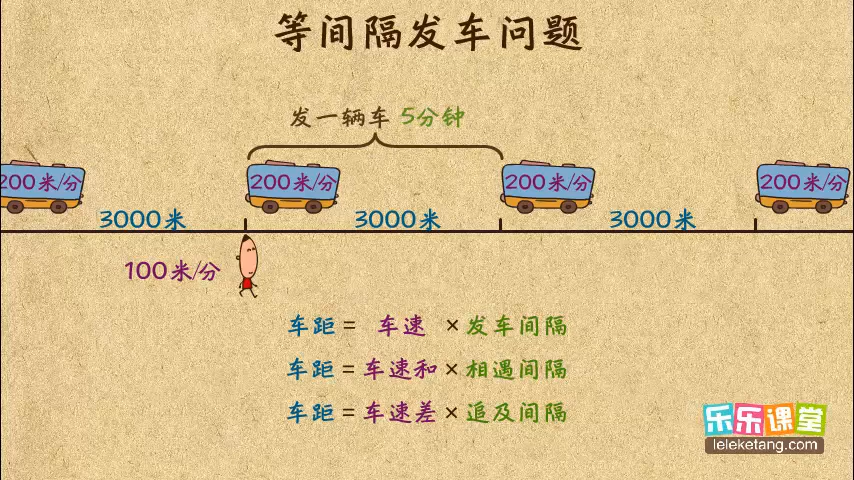 等间隔发车问题
发一辆车 5分钟
200米/分 200米/分 200米/分 200米/分
3000米 3000米 3000米
100米/分
车距 = 车速 × 发车间隔
车距 = 车速和 × 相遇间隔
车距 = 车速差 × 追及间隔
乐乐课堂
leleketang.com